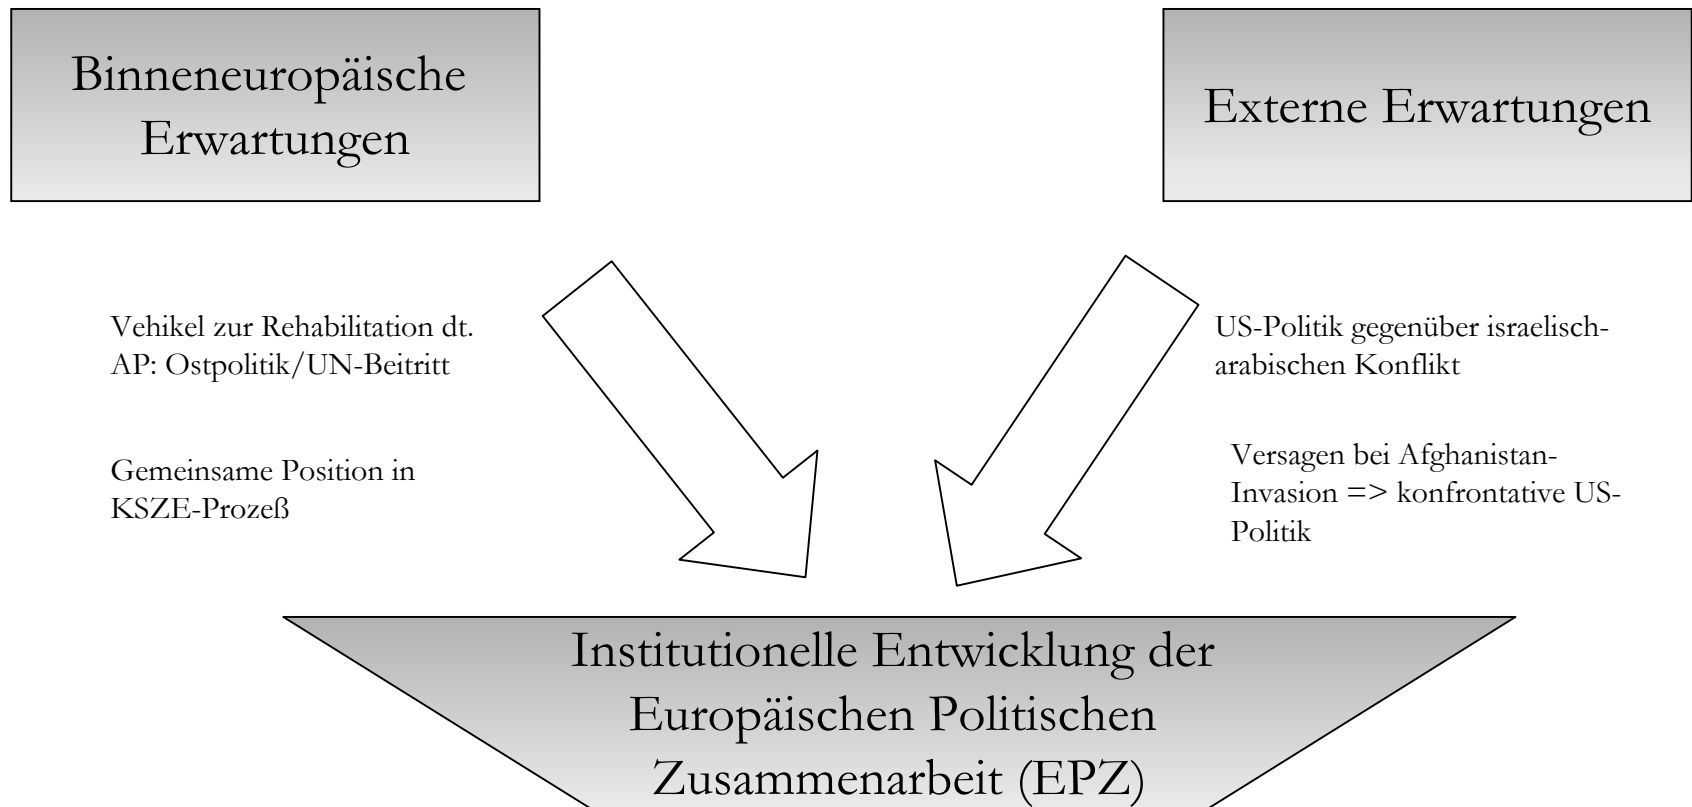 Binneneuropäische
Erwartungen
Externe Erwartungen
Vehikel zur Rehabilitation dt.
AP: Ostpolitik/UN-Beitritt
Gemeinsame Position in
KSZE-Prozeß
US-Politik gegenüber israelisch-
arabischen Konflikt
Versagen bei Afghanistan-
Invasion => konfrontative US-
Politik
Institutionelle Entwicklung der
Europäischen Politischen
Zusammenarbeit (EPZ)